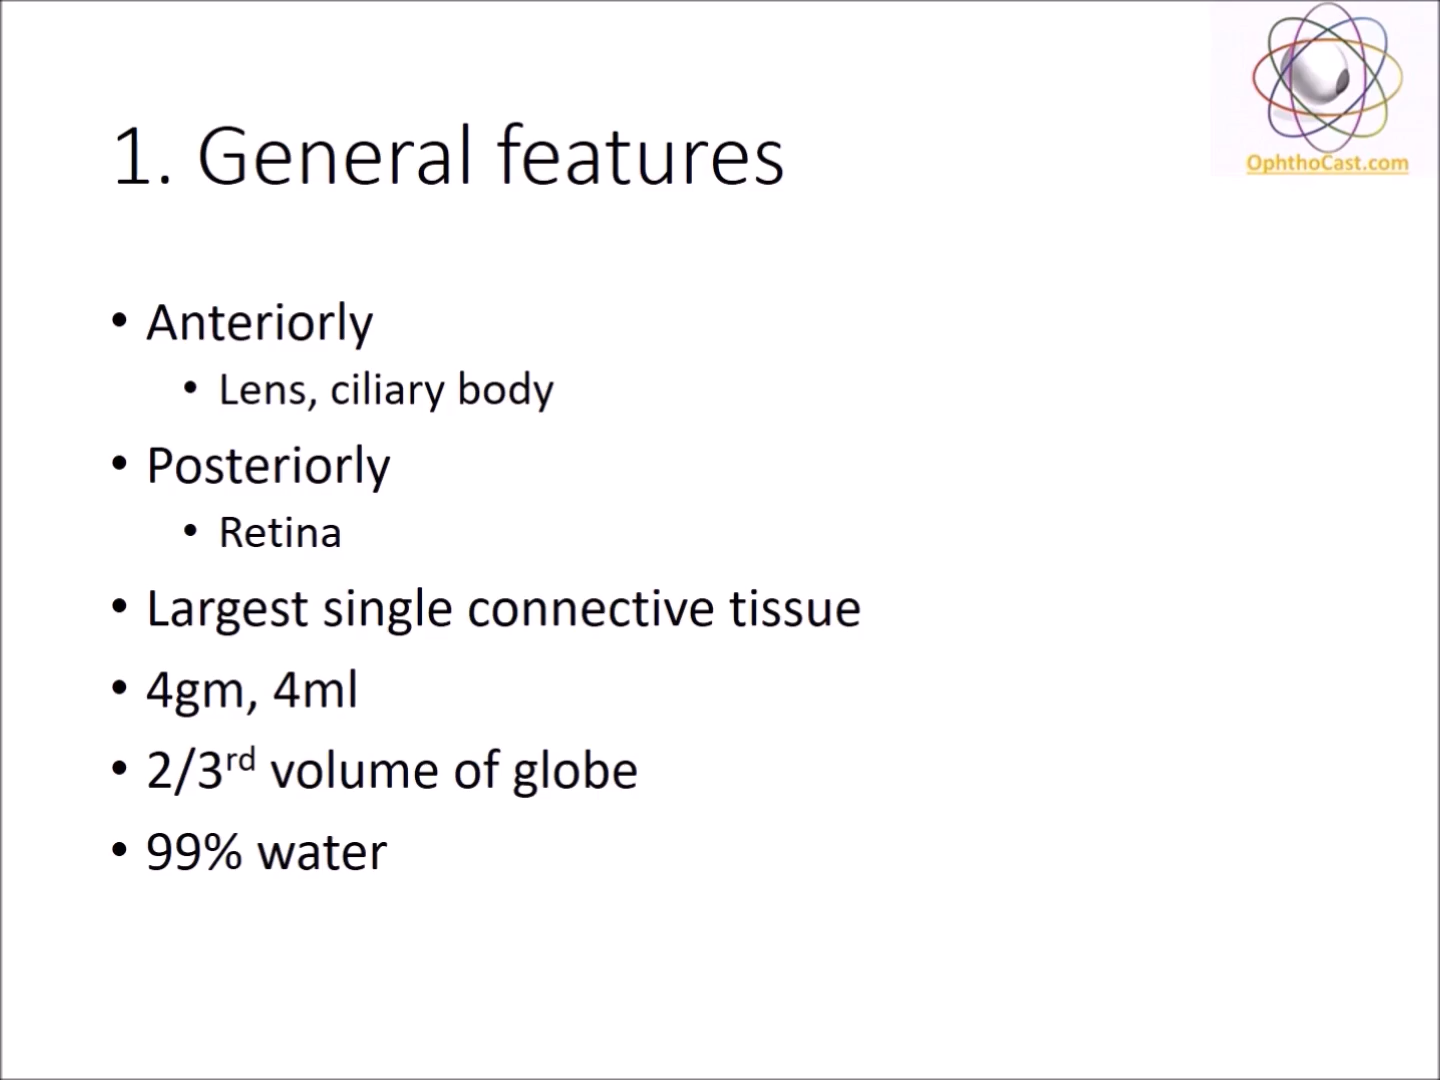 OphthoCast.com
1. General features
• Anteriorly
• Lens, ciliary body
• Posteriorly
• Retina
• Largest single connective tissue
• 4gm, 4ml
• 2/3rd volume of globe
• 99% water